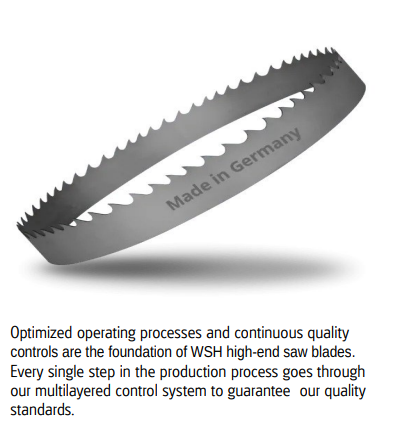 Made in Germany
Optimized operating processes and continuous quality
controls are the foundation of WSH high-end saw blades.
Every single step in the production process goes through
our multilayered control system to guarantee  our quality
standards.